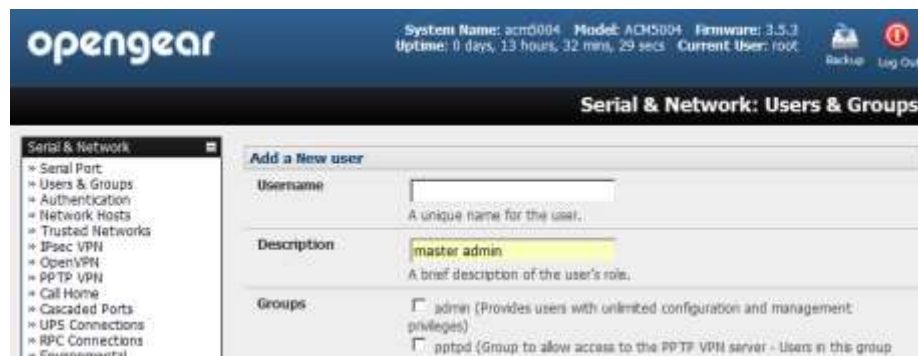 opengear
System Name: acm5004 Model: ACM5004 Firmware: 3.5.3
Uptime: 0 days, 13 hours, 32 mins, 29 secs Current User: root
Backup
Log Out
Serial & Network: Users & Groups
Serial & Network
» Serial Port
» Users & Groups
» Authentication
» Network Hosts
» Trusted Networks
» IPsec VPN
» OpenVPN
» PPTP VPN
» Call Home
» Cascaded Ports
» UPS Connections
» RPC Connections
» Environmental
Add a New user
Username
A unique name for the user.
Description
master admin
A brief description of the user's role.
Groups
admin (Provides users with unlimited configuration and management
privileges)
pptpd (Group to allow access to the PPTP VPN server - Users in this group